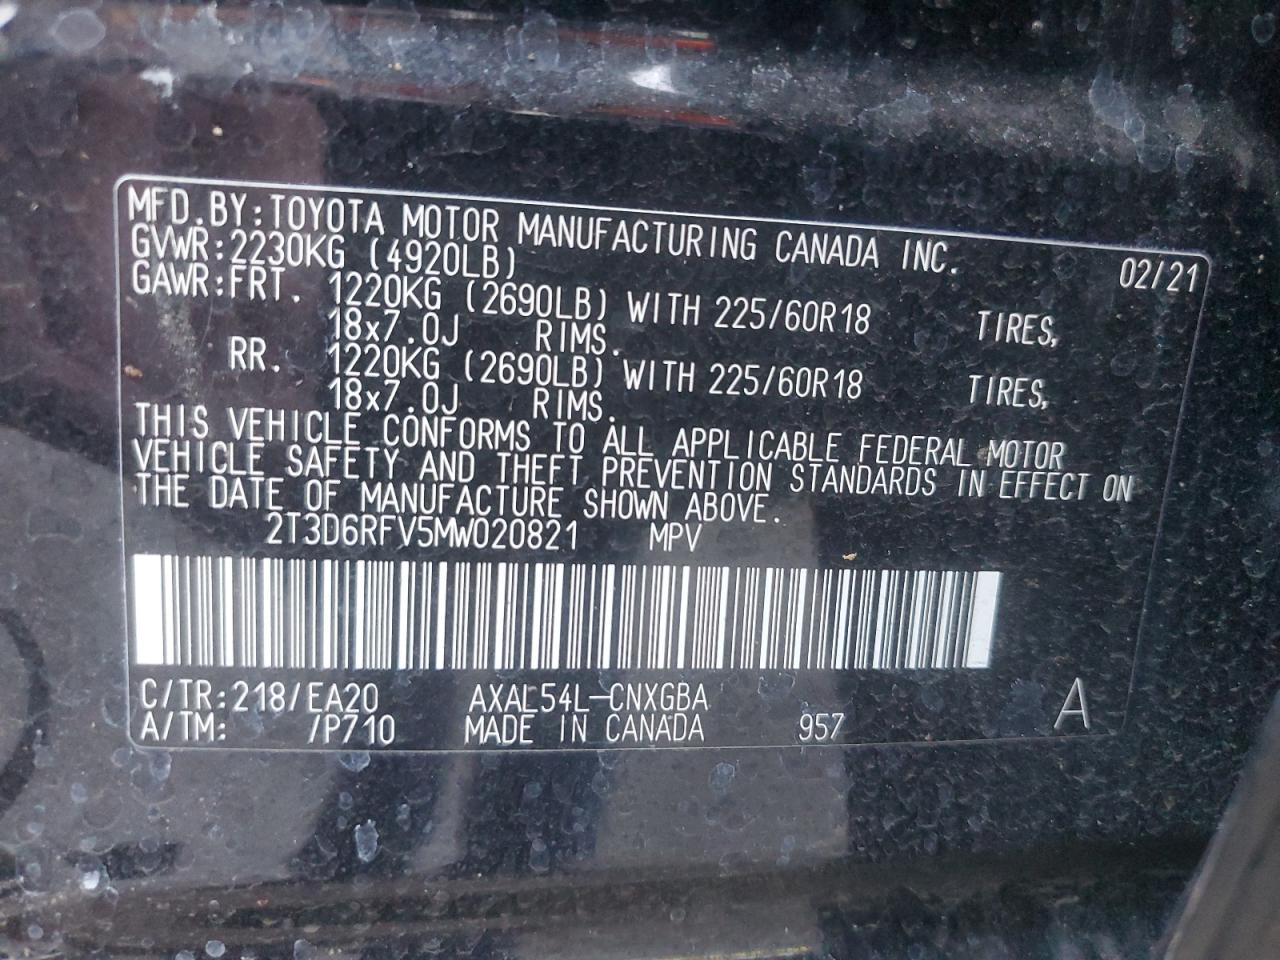 MFD.BY:TOYOTA MOTOR MANUFACTURING CANADA INC.
GVWR:2230KG (4920LB) 02/21
GAWR:FRT. 1220KG (2690LB) WITH 225/60R18 TIRES,
18x7.0J RIMS.
RR. 1220KG (2690LB) WITH 225/60R18 TIRES,
18x7.0J RIMS.
THIS VEHICLE CONFORMS TO ALL APPLICABLE FEDERAL MOTOR
VEHICLE SAFETY AND THEFT PREVENTION STANDARDS IN EFFECT ON
THE DATE OF MANUFACTURE SHOWN ABOVE.
2T3D6RFV5MW020821 MPV
C/TR:218/EA20 AXAL54L-CNXGBA
A/TM: /P710 MADE IN CANADA 957 A